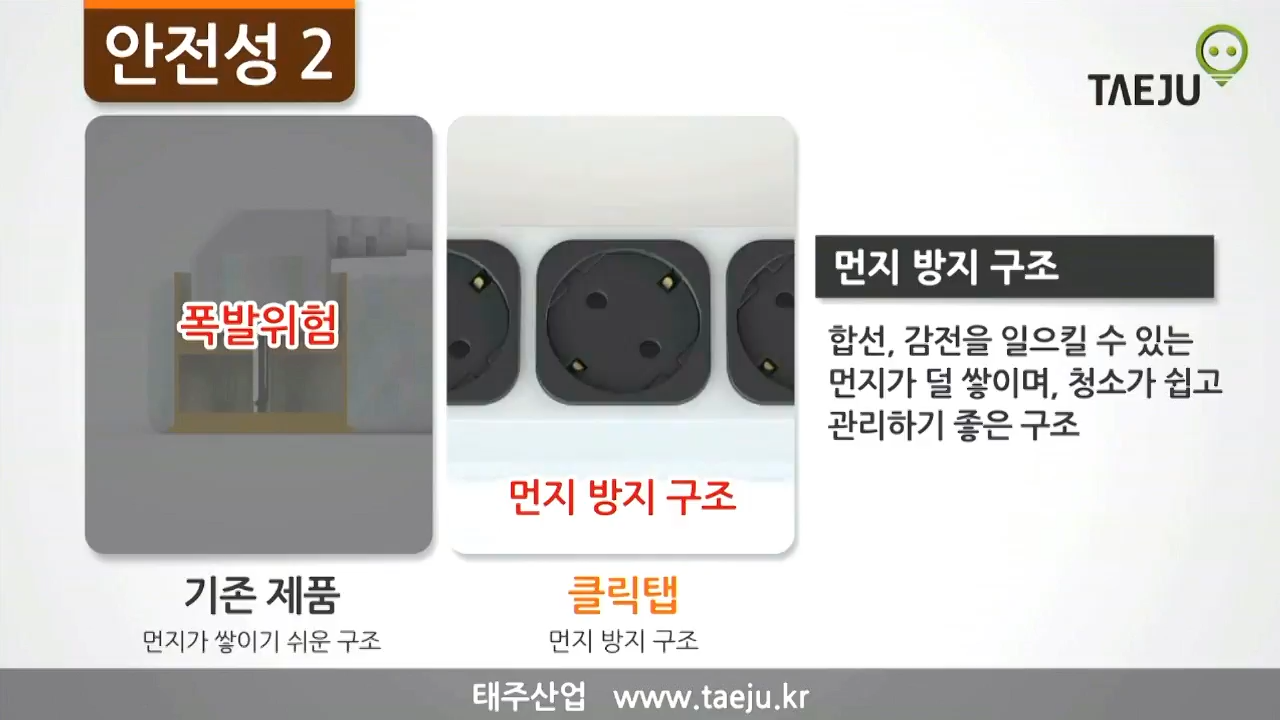 안전성 2
TAEJU
폭발위험
먼지 방지 구조
먼지 방지 구조
합선, 감전을 일으킬 수 있는
먼지가 덜 쌓이며, 청소가 쉽고
관리하기 좋은 구조
기존 제품
먼지가 쌓이기 쉬운 구조
클릭탭
먼지 방지 구조
태주산업 www.taeju.kr